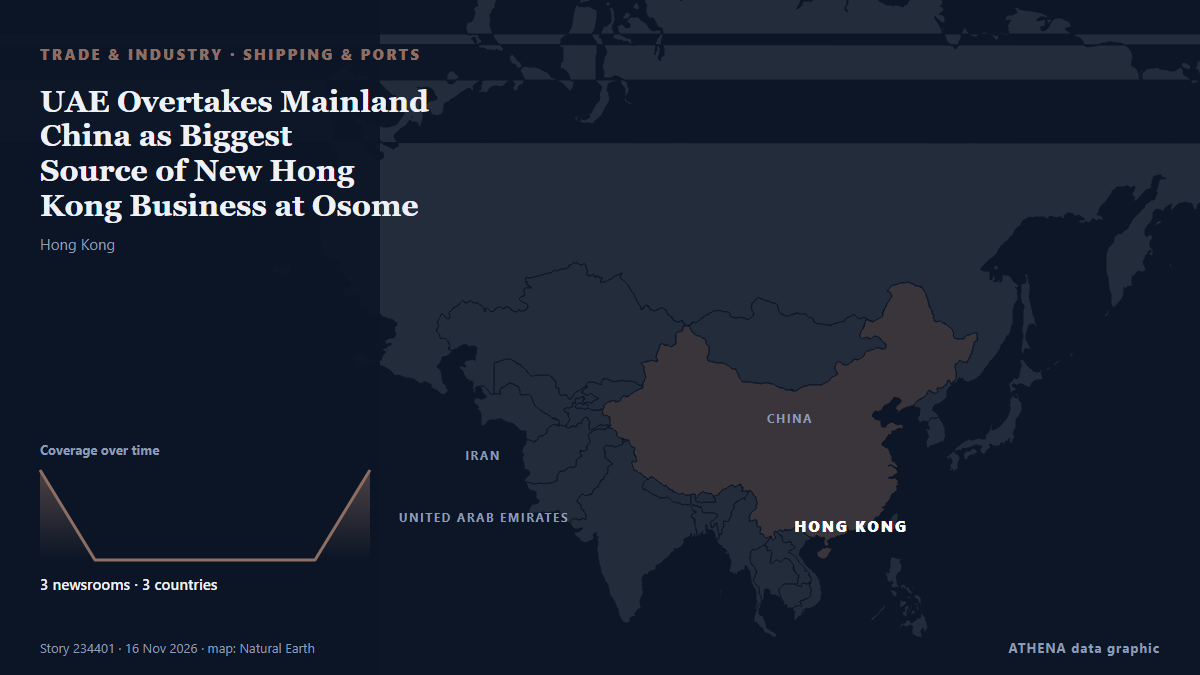 TRADE & INDUSTRY · SHIPPING & PORTS
UAE Overtakes Mainland
China as Biggest
Source of New Hong
Kong Business at Osome
Hong Kong
CHINA
IRAN
UNITED ARAB EMIRATES
HONG KONG
Coverage over time
3 newsrooms · 3 countries
Story 234401 · 16 Nov 2026 · map: Natural Earth
ATHENA data graphic